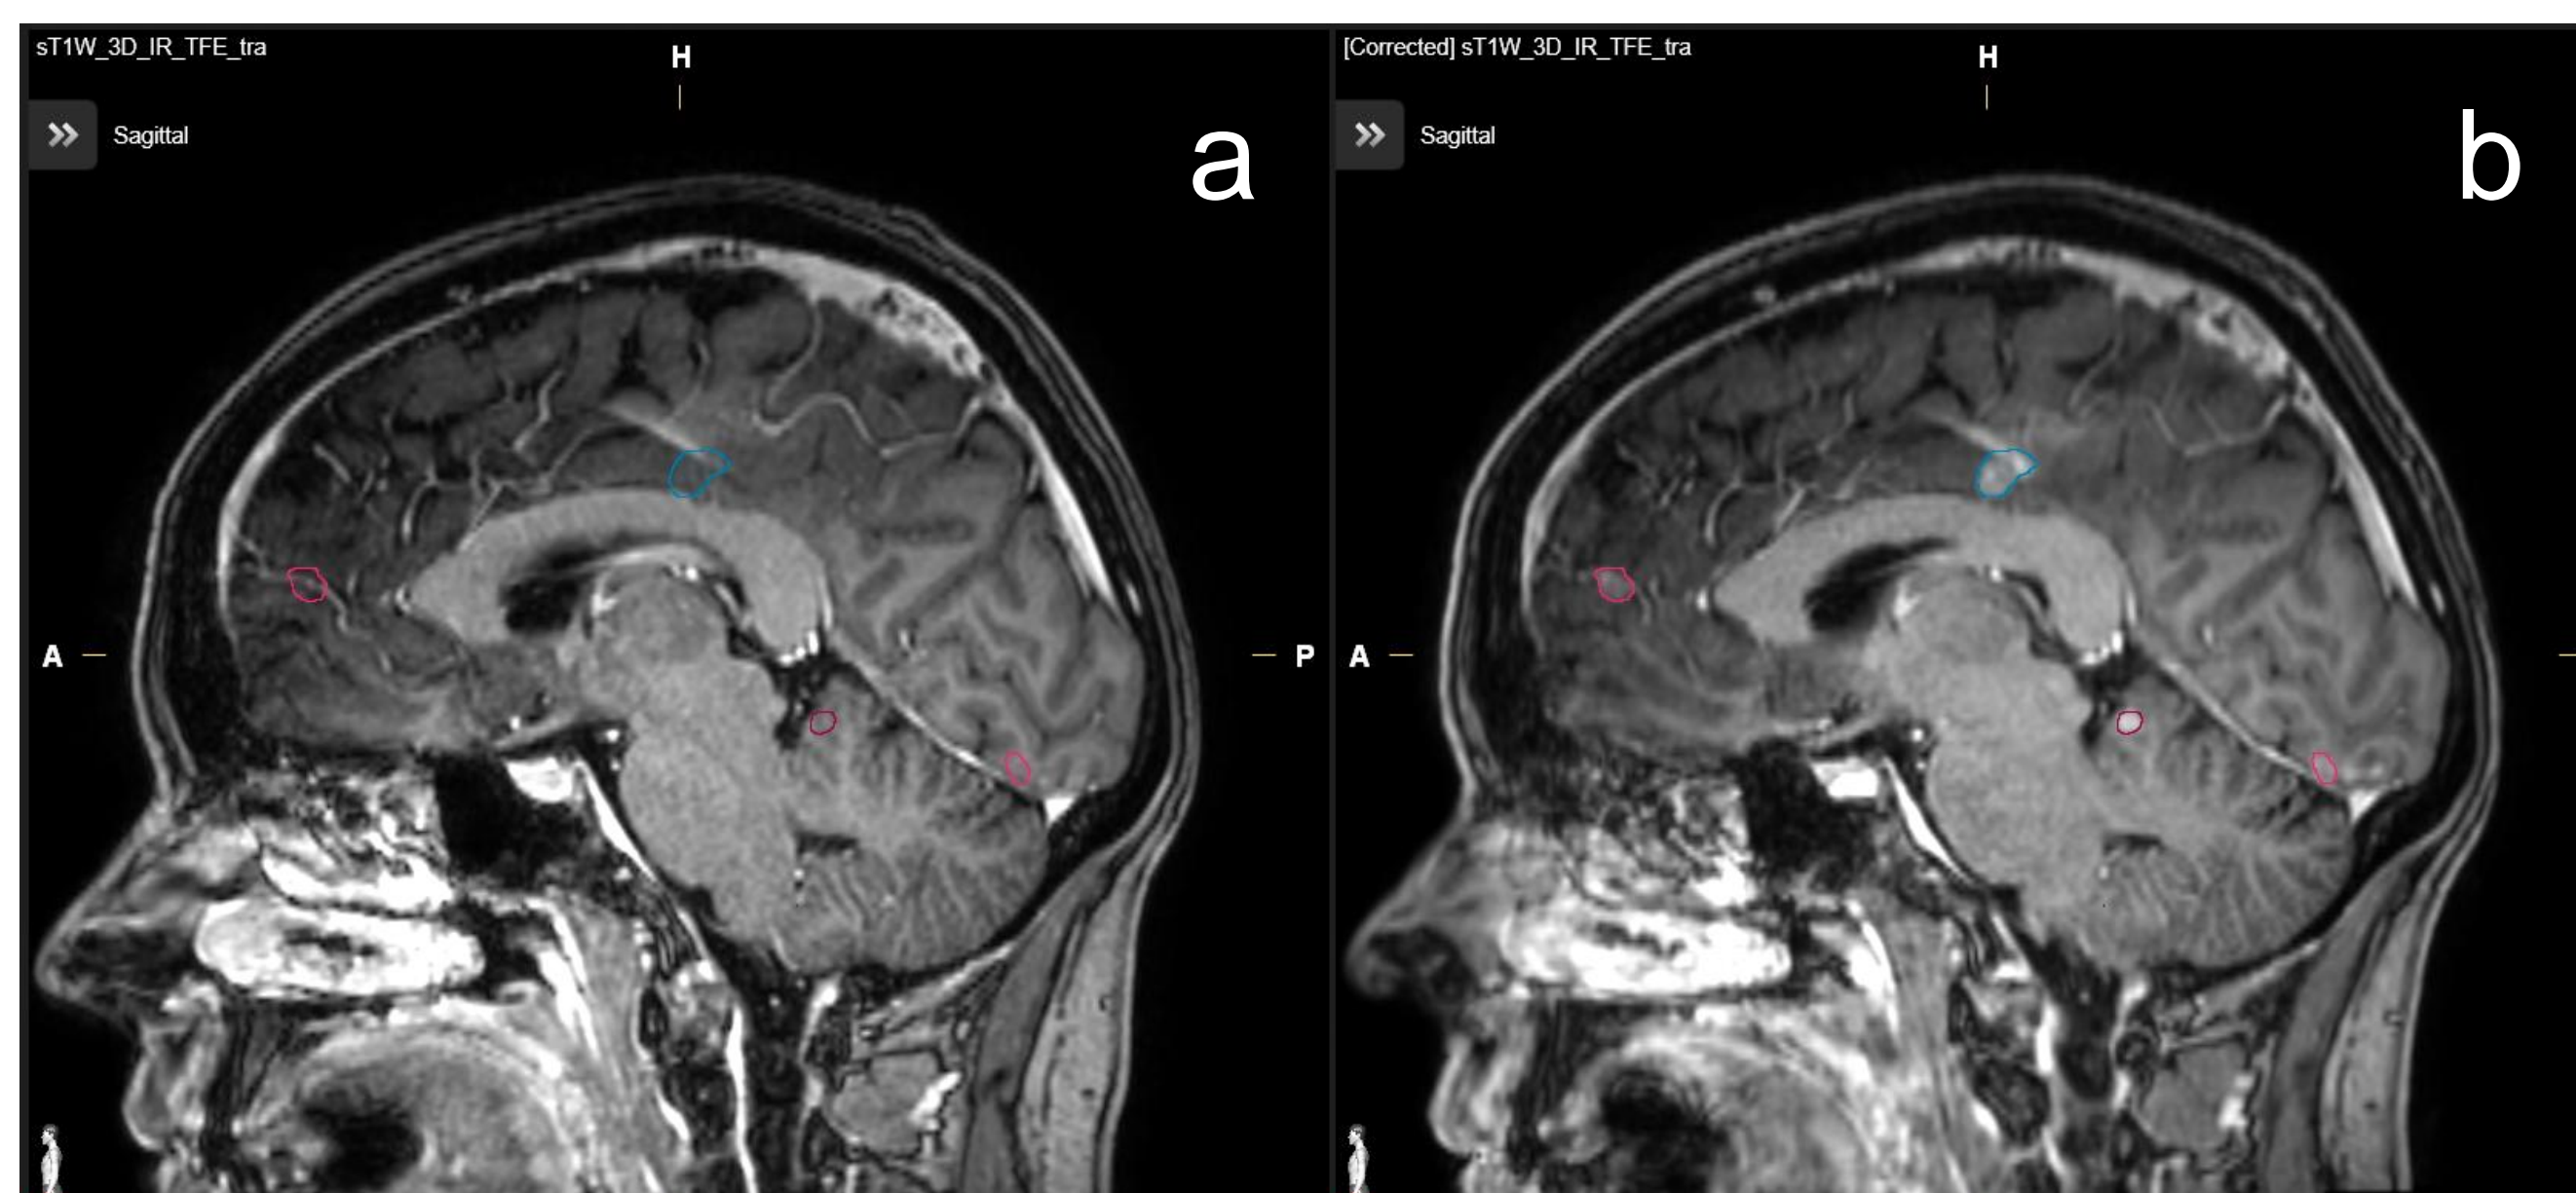 sT1W_3D_IR_TFE_tra
H
Sagittal
a
A
P
[Corrected] sT1W_3D_IR_TFE_tra
H
Sagittal
b
A